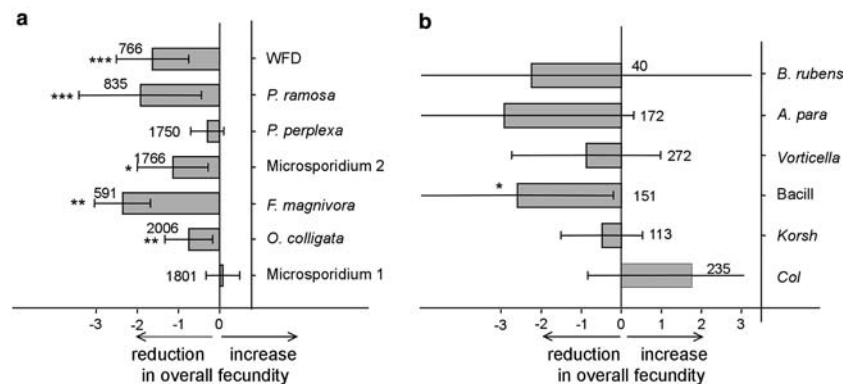 a
766
***
WFD
835
***
P. ramosa
1750
P. perplexa
1766
*
Microsporidium 2
591
**
F. magnivora
2006
**
O. colligata
1801
Microsporidium 1
-3 -2 -1 0
reduction increase
in overall fecundity
b
40
B. rubens
172
A. para
272
Vorticella
*
151
Bacill
113
Korsh
235
Col
-3 -2 -1 0 1 2 3
reduction increase
in overall fecundity